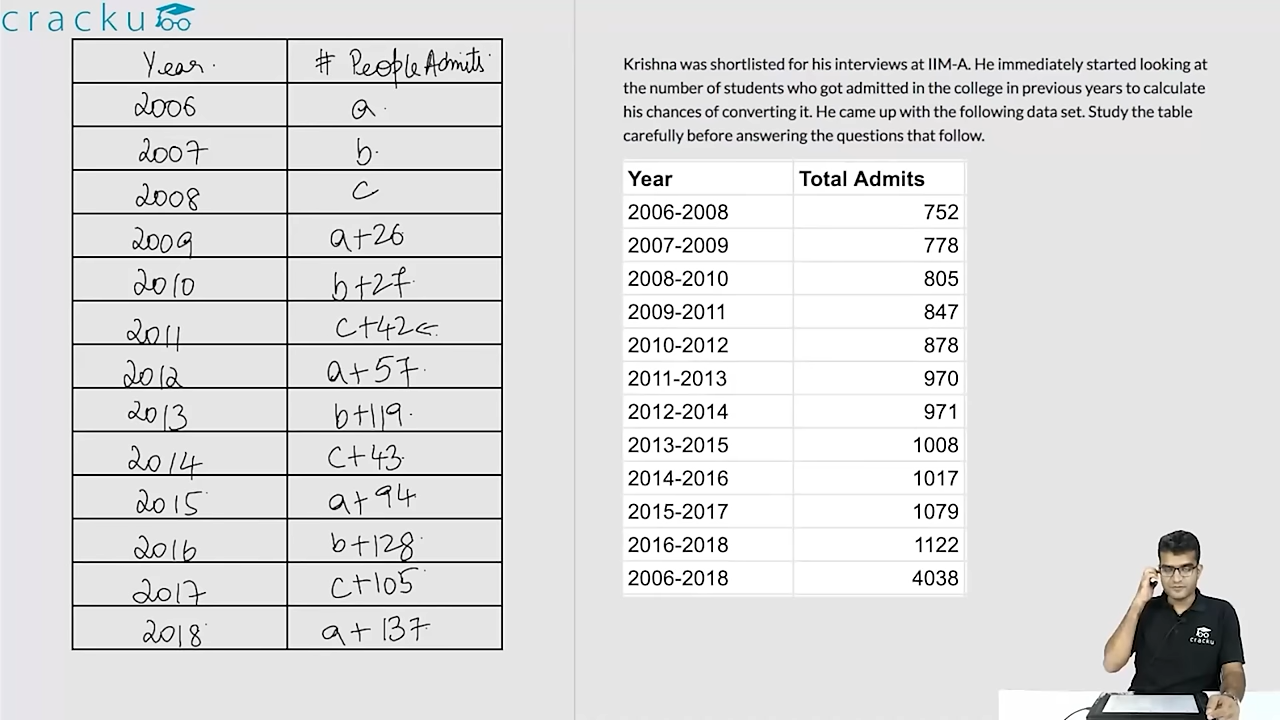 cracku
Year. # People Admits
2006 a.
2007 b.
2008 c
2009 a+26
2010 b+27.
2011 c+42
2012 a+57.
2013 b+119.
2014 c+43.
2015 a+94
2016 b+128.
2017 c+105
2018 a+137.
Krishna was shortlisted for his interviews at IIM-A. He immediately started looking at
the number of students who got admitted in the college in previous years to calculate
his chances of converting it. He came up with the following data set. Study the table
carefully before answering the questions that follow.
Year Total Admits
2006-2008 752
2007-2009 778
2008-2010 805
2009-2011 847
2010-2012 878
2011-2013 970
2012-2014 971
2013-2015 1008
2014-2016 1017
2015-2017 1079
2016-2018 1122
2006-2018 4038
cracku